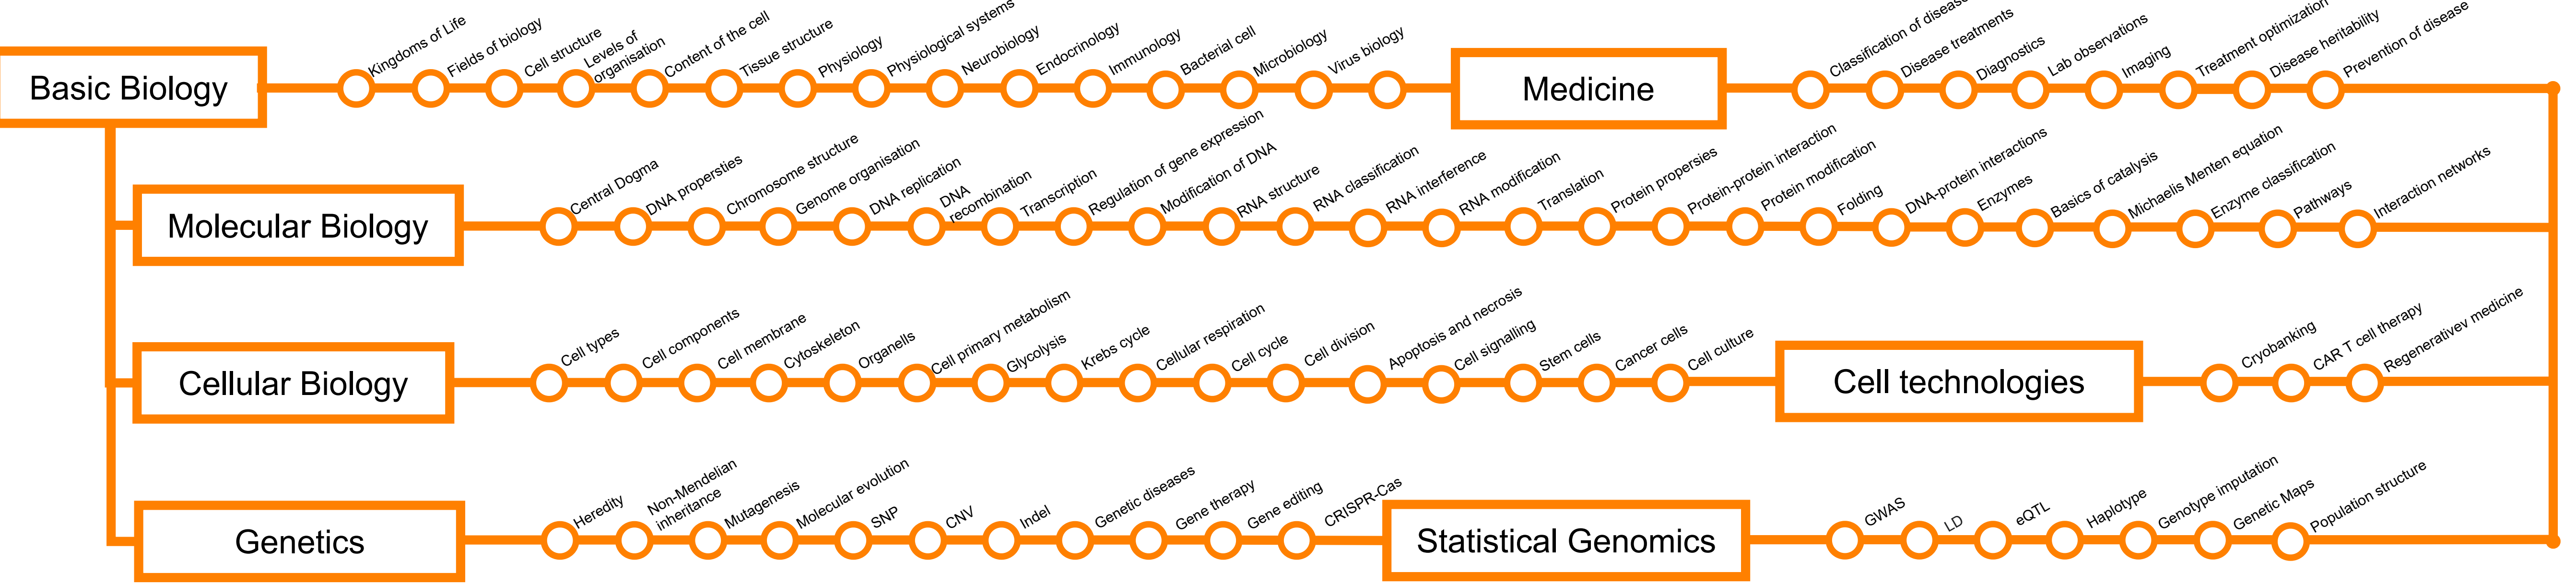 Basic Biology
Kingdoms of Life
Fields of biology
Cell structure
Levels of
organisation
Content of the cell
Tissue structure
Physiology
Physiological systems
Neurobiology
Endocrinology
Immunology
Bacterial cell
Microbiology
Virus biology
Medicine
Classification of disease
Disease treatments
Diagnostics
Lab observations
Imaging
Treatment optimization
Disease heritability
Prevention of disease
Molecular Biology
Central Dogma
DNA propersties
Chromosome structure
Genome organisation
DNA replication
DNA
recombination
Transcription
Regulation of gene expression
Modification of DNA
RNA structure
RNA classification
RNA interference
RNA modification
Translation
Protein propersies
Protein-protein interaction
Protein modification
Folding
DNA-protein interactions
Enzymes
Basics of catalysis
Michaelis Menten equation
Enzyme classification
Pathways
Interaction networks
Cellular Biology
Cell types
Cell components
Cell membrane
Cytoskeleton
Organells
Cell primary metabolism
Glycolysis
Krebs cycle
Cellular respiration
Cell cycle
Cell division
Apoptosis and necrosis
Cell signalling
Stem cells
Cancer cells
Cell culture
Cell technologies
Cryobanking
CAR T cell therapy
Regenerativev medicine
Genetics
Heredity
Non-Mendelian
inheritance
Mutagenesis
Molecular evolution
SNP
CNV
Indel
Genetic diseases
Gene therapy
Gene editing
CRISPR-Cas
Statistical Genomics
GWAS
LD
eQTL
Haplotype
Genotype imputation
Genetic Maps
Population structure